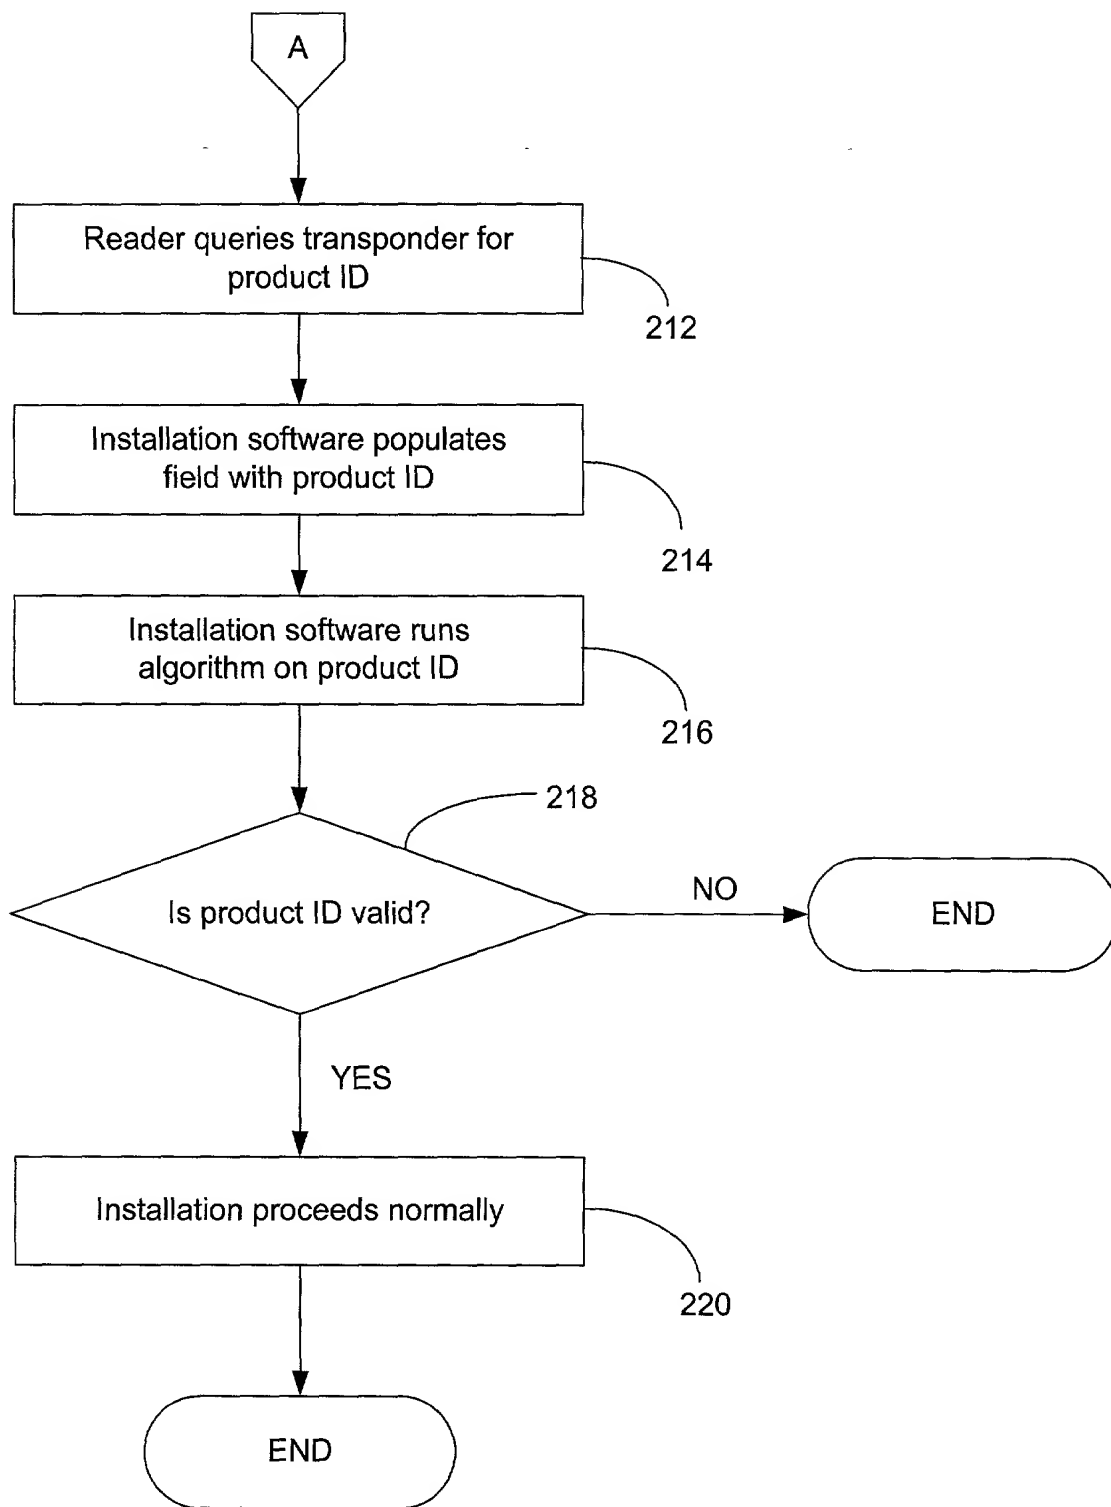 A
Reader queries transponder for
product ID
212
Installation software populates
field with product ID
214
Installation software runs
algorithm on product ID
216
218
Is product ID valid?
NO
END
YES
Installation proceeds normally
220
END